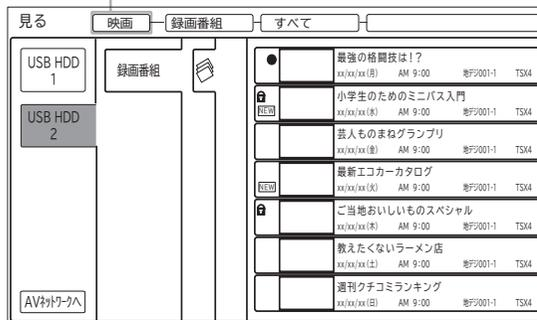 見る 映画 録画番組 すべて
USB HDD
1
USB HDD
2
AVﾈｯﾄﾜｰｸへ
録画番組
最強の格闘技は!?
xx/xx/xx(月) AM 9:00 地デジ001-1 TSX4
小学生のためのミニバス入門
NEW xx/xx/xx(水) AM 9:00 地デジ001-1 TSX4
芸人ものまねグランプリ
xx/xx/xx(金) AM 9:00 地デジ001-1 TSX4
最新エコカーカタログ
NEW xx/xx/xx(火) AM 9:00 地デジ001-1 TSX4
ご当地おいしいものスペシャル
xx/xx/xx(木) AM 9:00 地デジ001-1 TSX4
教えたくないラーメン店
xx/xx/xx(土) AM 9:00 地デジ001-1 TSX4
週刊クチコミランキング
xx/xx/xx(日) AM 9:00 地デジ001-1 TSX4